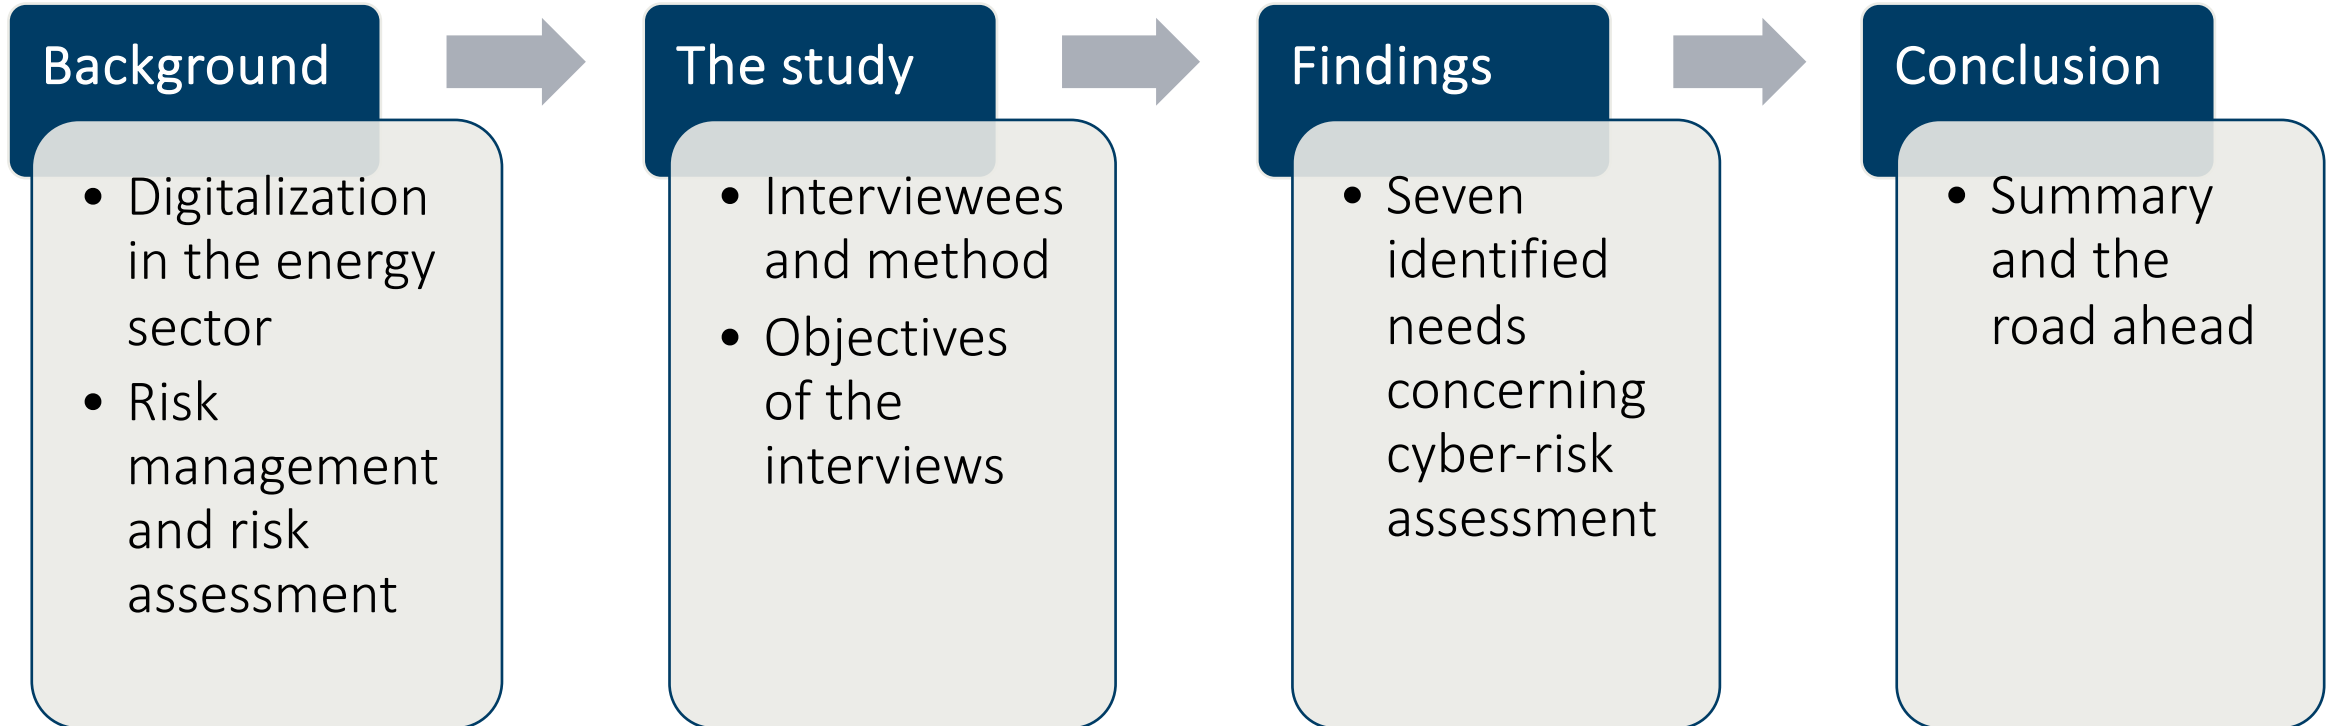 Background
• Digitalization
in the energy
sector
• Risk
management
and risk
assessment
The study
• Interviewees
and method
• Objectives
of the
interviews
Findings
• Seven
identified
needs
concerning
cyber-risk
assessment
Conclusion
• Summary
and the
road ahead